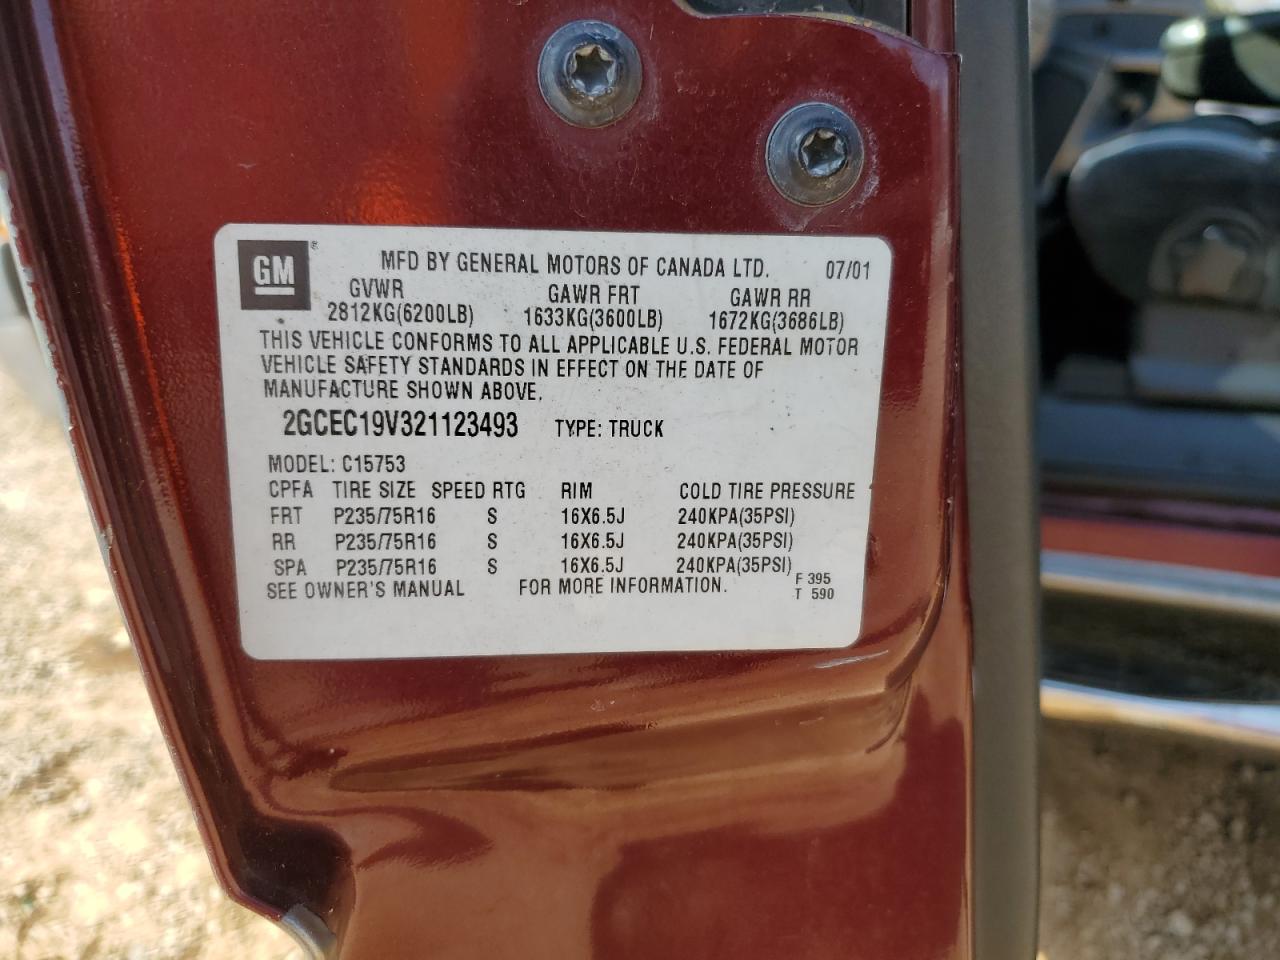 GM ® MFD BY GENERAL MOTORS OF CANADA LTD. 07/01
GVWR GAWR FRT GAWR RR
2812KG(6200LB) 1633KG(3600LB) 1672KG(3686LB)
THIS VEHICLE CONFORMS TO ALL APPLICABLE U.S. FEDERAL MOTOR
VEHICLE SAFETY STANDARDS IN EFFECT ON THE DATE OF
MANUFACTURE SHOWN ABOVE.
2GCEC19V321123493 TYPE: TRUCK
MODEL: C15753
CPFA TIRE SIZE SPEED RTG RIM COLD TIRE PRESSURE
FRT P235/75R16 S 16X6.5J 240KPA(35PSI)
RR P235/75R16 S 16X6.5J 240KPA(35PSI)
SPA P235/75R16 S 16X6.5J 240KPA(35PSI)
SEE OWNER'S MANUAL FOR MORE INFORMATION. F 395
T 590